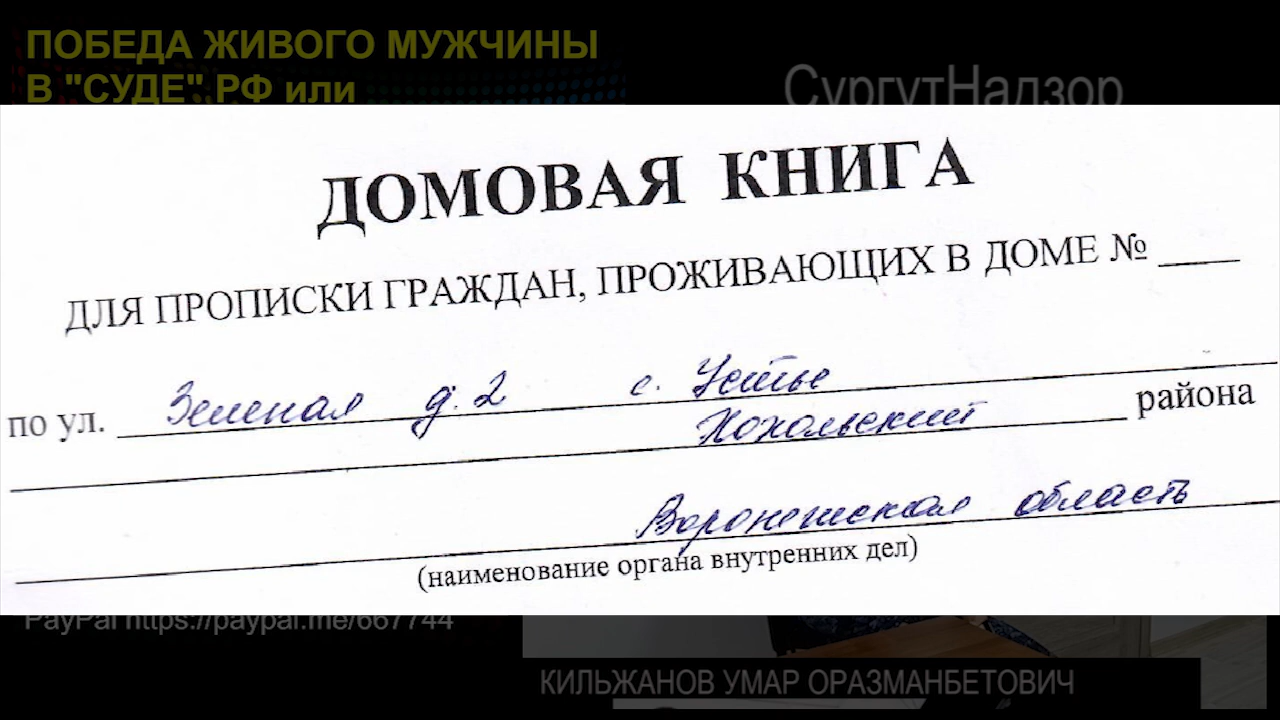 ПОБЕДА ЖИВОГО МУЖЧИНЫ
В "СУДЕ" РФ или
СургутНадзор
ДОМОВАЯ КНИГА
ДЛЯ ПРОПИСКИ ГРАЖДАН, ПРОЖИВАЮЩИХ В ДОМЕ № ____
по ул. Зеленая д. 2 с. Устье
Хохольский района
Воронежская область
(наименование органа внутренних дел)
PayPal https://paypal.me/667744
КИЛЬЖАНОВ УМАР ОРАЗМАНБЕТОВИЧ